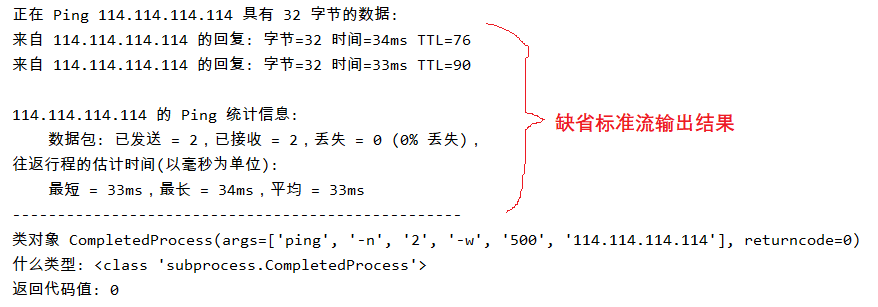 正在 Ping 114.114.114.114 具有 32 字节的数据:
来自 114.114.114.114 的回复: 字节=32 时间=34ms TTL=76
来自 114.114.114.114 的回复: 字节=32 时间=33ms TTL=90
114.114.114.114 的 Ping 统计信息:
数据包: 已发送 = 2，已接收 = 2，丢失 = 0 (0% 丢失)，
往返行程的估计时间(以毫秒为单位):
最短 = 33ms，最长 = 34ms，平均 = 33ms
缺省标准流输出结果
--------------------------------------------------
类对象 CompletedProcess(args=['ping', '-n', '2', '-w', '500', '114.114.114.114'], returncode=0)
什么类型: <class 'subprocess.CompletedProcess'>
返回代码值: 0